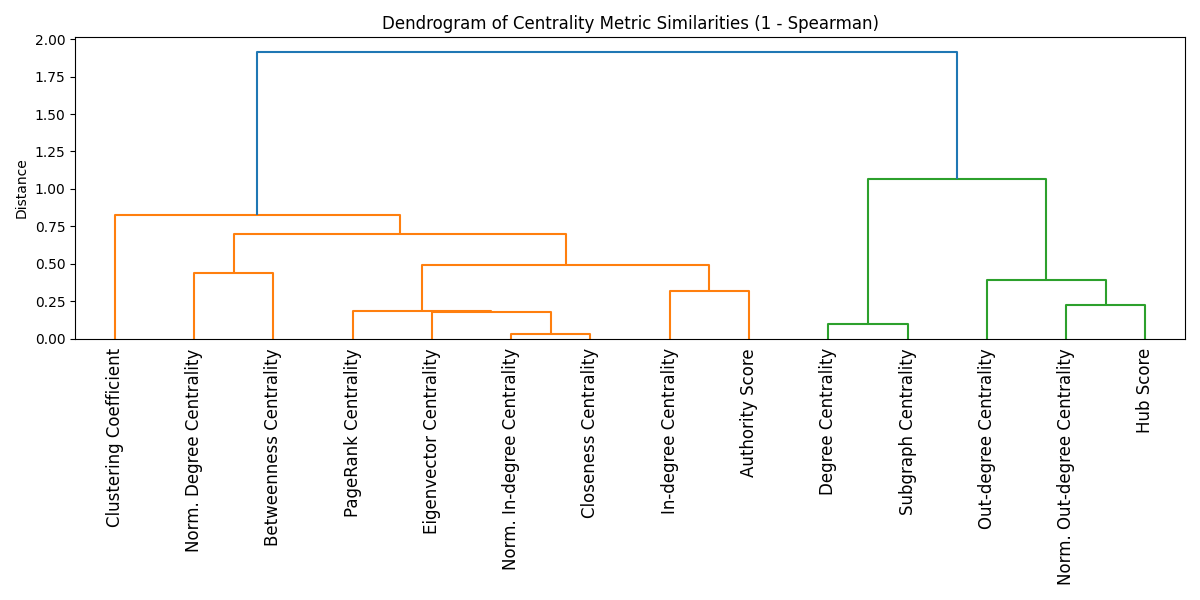 Dendrogram of Centrality Metric Similarities (1 - Spearman)
2.00
1.75
1.50
1.25
1.00
0.75
0.50
0.25
0.00
Distance
Clustering Coefficient
Norm. Degree Centrality
Betweenness Centrality
PageRank Centrality
Eigenvector Centrality
Norm. In-degree Centrality
Closeness Centrality
In-degree Centrality
Authority Score
Degree Centrality
Subgraph Centrality
Out-degree Centrality
Norm. Out-degree Centrality
Hub Score